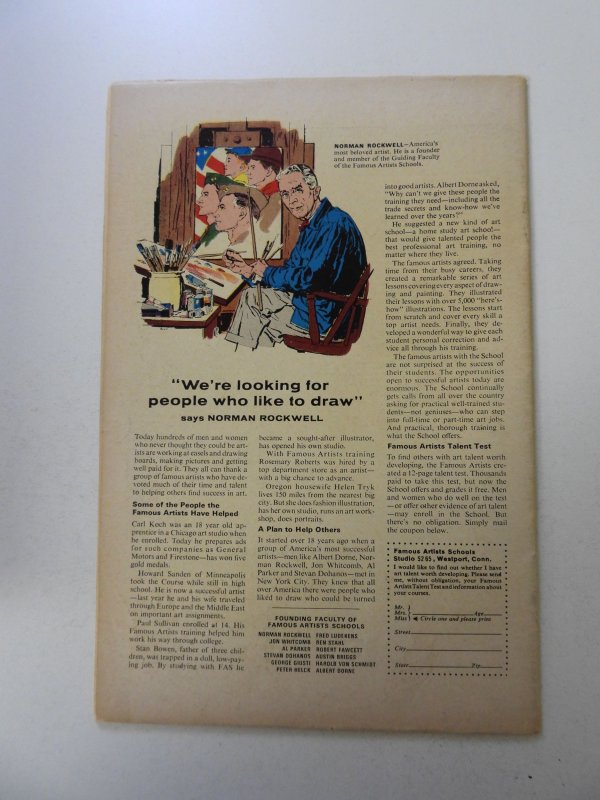 NORMAN ROCKWELL—America's
most beloved artist. He is a founder
and member of the Guiding Faculty
of the Famous Artists Schools.
"We're looking for
people who like to draw"
says NORMAN ROCKWELL
Today hundreds of men and women
who never thought they could be art-
ists are working at easels and drawing
boards, making pictures and getting
well paid for it. They all can thank a
group of famous artists who have de-
voted much of their time and talent
to helping others find success in art.
Some of the People the
Famous Artists Have Helped
Carl Koch was an 18 year old ap-
prentice in a Chicago art studio when
he enrolled. Today he prepares ads
for such companies as General
Motors and Firestone—has won five
gold medals.
Howard Sanden of Minneapolis
took the Course while still in high
school. He is now a successful artist
—last year he and his wife traveled
through Europe and the Middle East
on important art assignments.
Paul Sullivan enrolled at 14. His
Famous Artists training helped him
work his way through college.
Stan Bowen, father of three chil-
dren, was trapped in a doll, low-pay-
ing job. By studying with FAS he
became a sought-after illustrator,
has opened his own studio.
With Famous Artists training
Rosemary Roberts was hired by a
top department store as an artist—
with a big chance to advance.
Oregon housewife Helen Tryk
lives 150 miles from the nearest big
city. But she does fashion illustration,
has her own studio, runs an art work-
shop, does portraits.
A Plan to Help Others
It started over 18 years ago when a
group of America's most successful
artists—men like Albert Dorne, Nor-
man Rockwell, Jon Whitcomb, Al
Parker and Stevan Dohanos—met in
New York City. They knew that all
over America there were people who
liked to draw who could be turned
FOUNDING FACULTY OF
FAMOUS ARTISTS SCHOOLS
NORMAN ROCKWELL FRED LUDEKENS
JON WHITCOMB BEN STAHL
AL PARKER ROBERT FAWCETT
STEVAN DOHANOS AUSTIN BRIGGS
GEORGE GIUSTI HAROLD VON SCHMIDT
PETER HELCK ALBERT DORNE
into good artists. Albert Dorne asked,
"Why can't we give these people the
training they need—including all the
trade secrets and know-how we've
learned over the years?"
He suggested a new kind of art
school—a home study art school—
that would give talented people the
best professional art training, no
matter where they live.
The famous artists agreed. Taking
time from their busy careers, they
created a remarkable series of art
lessons covering every aspect of draw-
ing and painting. They illustrated
their lessons with over 5,000 "here's-
how" illustrations. The lessons start
from scratch and cover every skill a
top artist needs. Finally, they de-
veloped a wonderful way to give each
student personal correction and ad-
vice all through his training.
The famous artists with the School
are not surprised at the success of
their students. The opportunities
open to successful artists today are
enormous. The School continually
gets calls from all over the country
asking for practical well-trained stu-
dents—not geniuses—who can step
into full-time or part-time art jobs.
And practical, thorough training is
what the School offers.
Famous Artists Talent Test
To find others with art talent worth
developing, the Famous Artists cre-
ated a 12-page talent test. Thousands
paid to take this test, but now the
School offers and grades it free. Men
and women who do well on the test
—or offer other evidence of art talent
—may enroll in the School. But
there's no obligation. Simply mail
the coupon below.
Famous Artists Schools
Studio 5265, Westport, Conn.
I would like to find out whether I have
art talent worth developing. Please send
me, without obligation, your Famous
Artists Talent Test and information about
your courses.
Mr.
Mrs. Age
Miss Circle one and please print
Street
City
State Zip